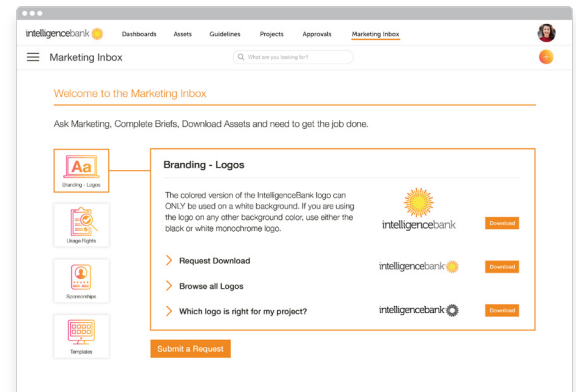 intelligencebank
Dashboards
Assets
Guidelines
Projects
Approvals
Marketing Inbox
Marketing Inbox
What are you looking for?
Welcome to the Marketing Inbox
Ask Marketing, Complete Briefs, Download Assets and need to get the job done.
Aa
Branding - Logos
Usage Rights
Sponsorships
Templates
Branding - Logos
The colored version of the IntelligenceBank logo can
ONLY be used on a white background. If you are using
the logo on any other background color, use either the
black or white monochrome logo.
Request Download
Browse all Logos
Which logo is right for my project?
intelligencebank
Download
intelligencebank
Download
intelligencebank
Download
Submit a Request